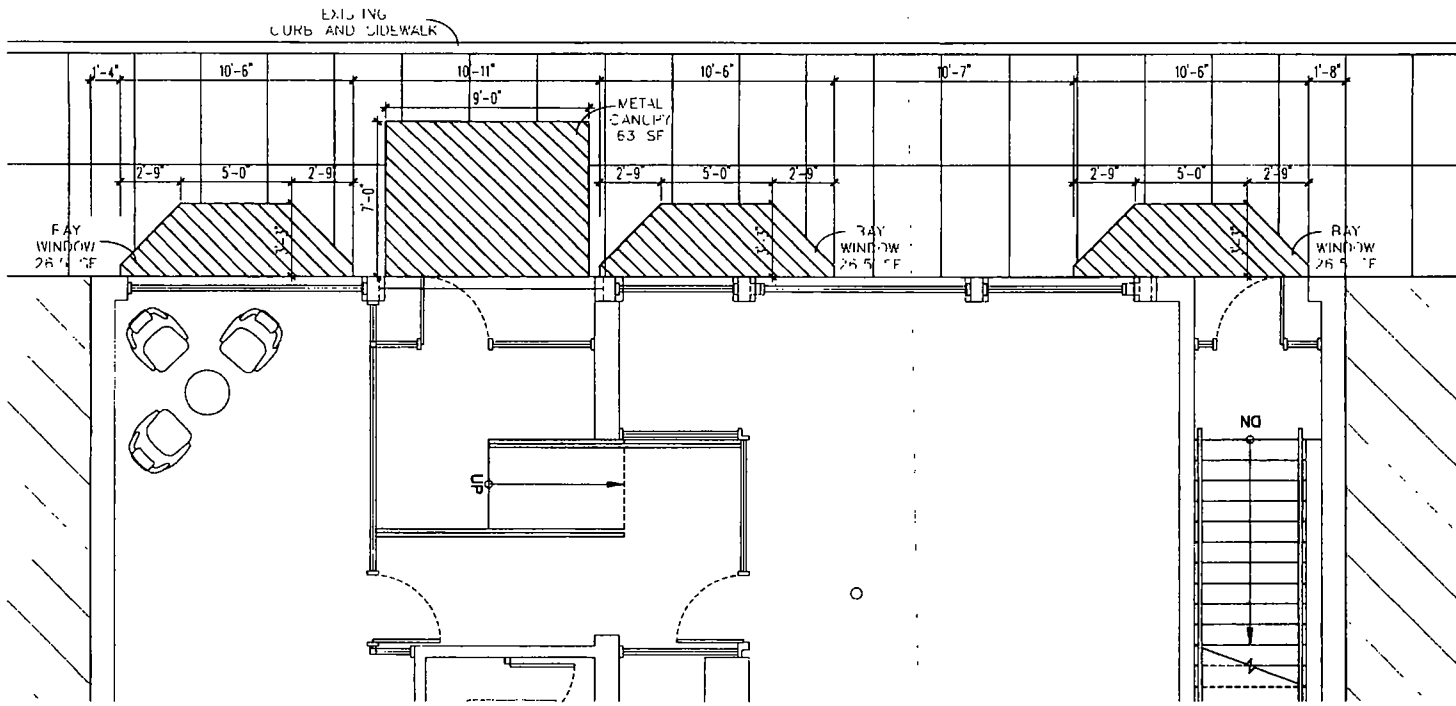 CURB AND SIDEWALK
1'-4" 10'-6" 10'-11" 10'-6" 10'-7" 10'-6" 1'-8"
9'-0"
METAL
CANOPY
63 SF
2'-9" 5'-0" 2'-9" 7'-0" 2'-9" 5'-0" 2'-9" 2'-9" 5'-0" 2'-9"
BAY
WINDOW
BAY
WINDOW
BAY
WINDOW
UP
DN